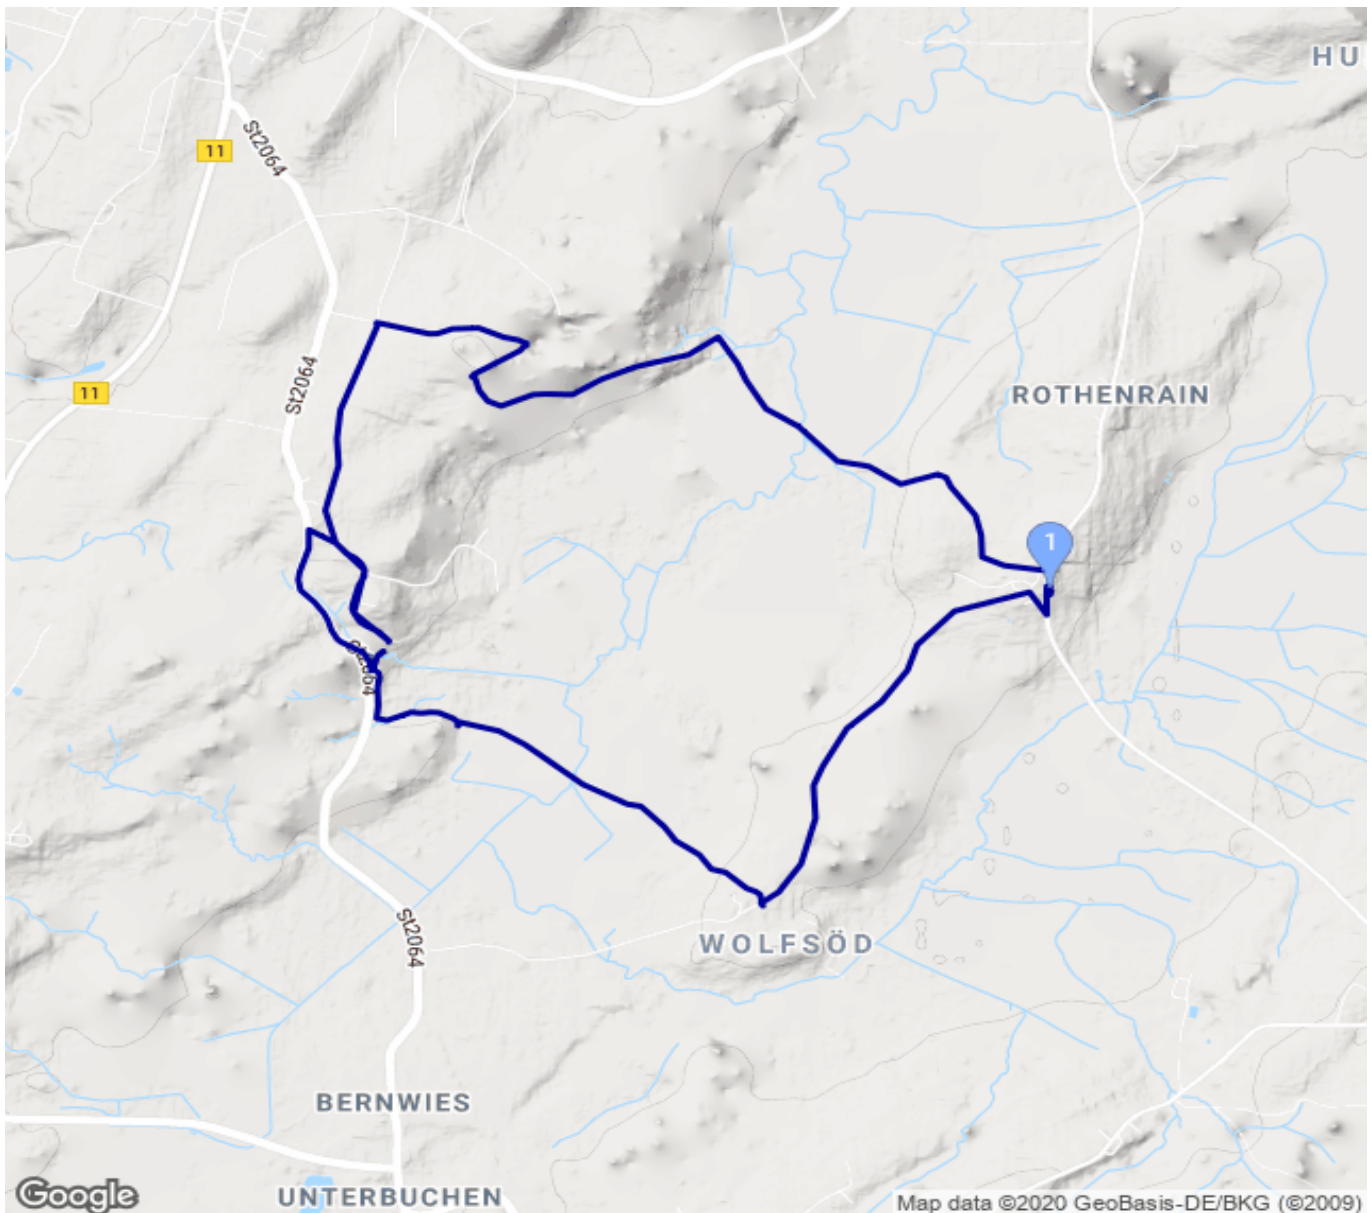 HU
St2064
11
St2064
11
ROTHENRAIN
1
St2064
WOLFSÖD
St2064
BERNWIES
UNTERBUCHEN
Google
Map data ©2020 GeoBasis-DE/BKG (©2009)